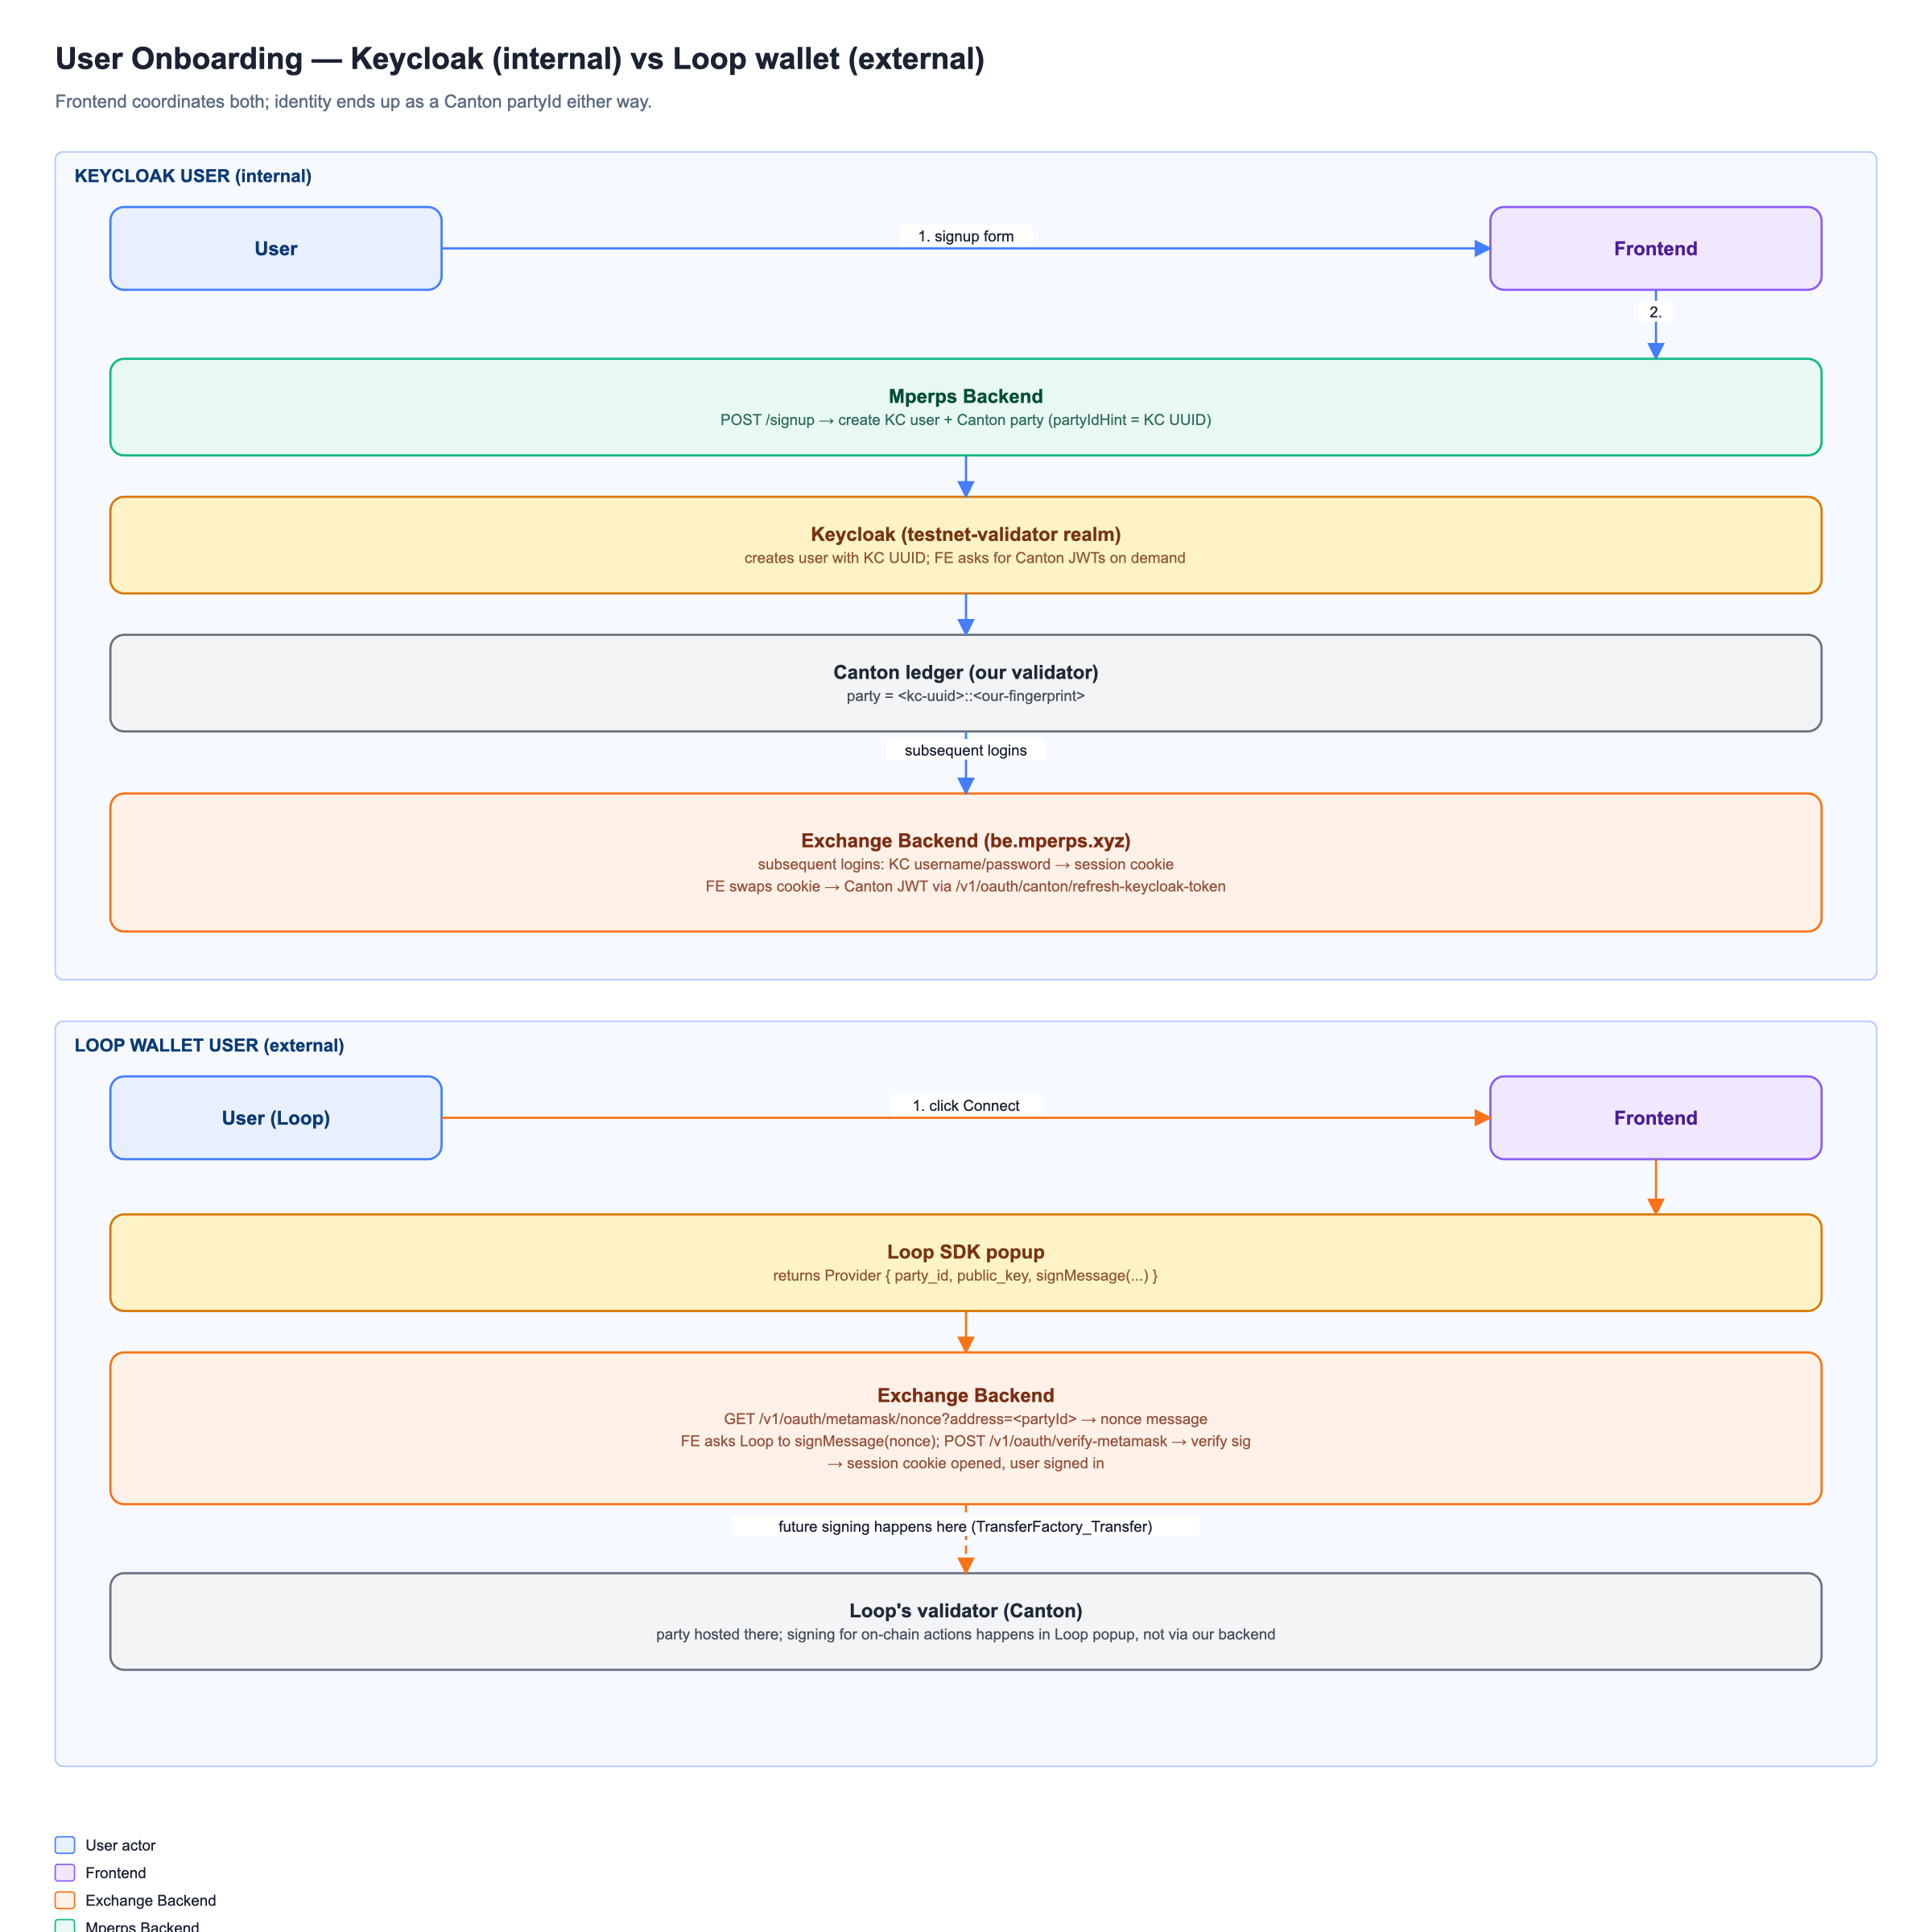 User Onboarding — Keycloak (internal) vs Loop wallet (external)
Frontend coordinates both; identity ends up as a Canton partyId either way.
KEYCLOAK USER (internal)
User
1. signup form
Frontend
2.
Mperps Backend
POST /signup → create KC user + Canton party (partyIdHint = KC UUID)
Keycloak (testnet-validator realm)
creates user with KC UUID; FE asks for Canton JWTs on demand
Canton ledger (our validator)
party = <kc-uuid>::<our-fingerprint>
subsequent logins
Exchange Backend (be.mperps.xyz)
subsequent logins: KC username/password → session cookie
FE swaps cookie → Canton JWT via /v1/oauth/canton/refresh-keycloak-token
LOOP WALLET USER (external)
User (Loop)
1. click Connect
Frontend
Loop SDK popup
returns Provider { party_id, public_key, signMessage(...) }
Exchange Backend
GET /v1/oauth/metamask/nonce?address=<partyId> → nonce message
FE asks Loop to signMessage(nonce); POST /v1/oauth/verify-metamask → verify sig
→ session cookie opened, user signed in
future signing happens here (TransferFactory_Transfer)
Loop's validator (Canton)
party hosted there; signing for on-chain actions happens in Loop popup, not via our backend
User actor
Frontend
Exchange Backend
Mperps Backend